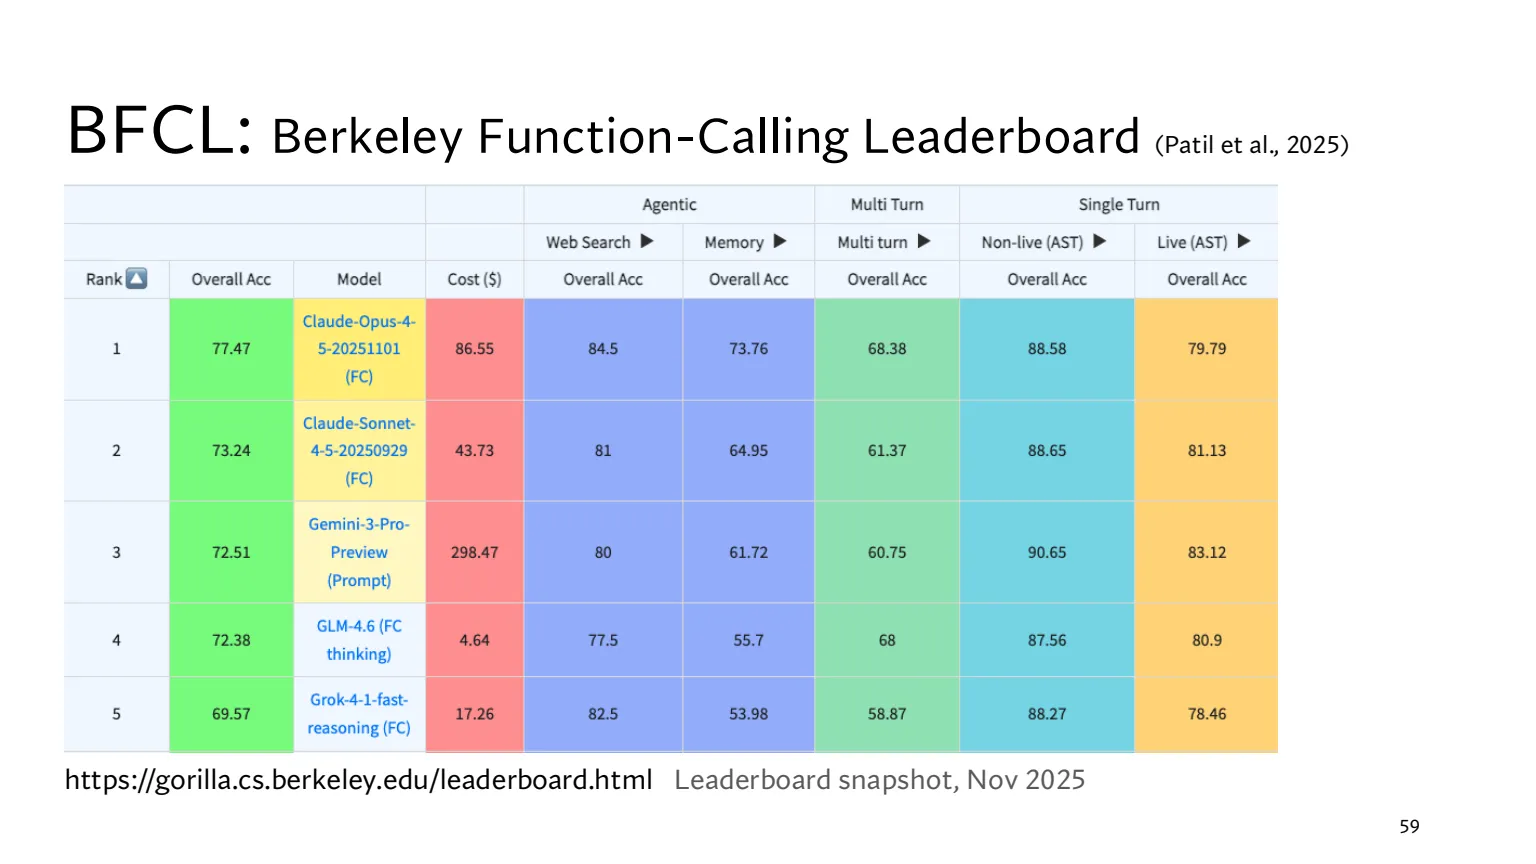 BFCL: Berkeley Function-Calling Leaderboard (Patil et al., 2025)
Agentic Multi Turn Single Turn
Web Search ▶ Memory ▶ Multi turn ▶ Non-live (AST) ▶ Live (AST) ▶
Rank Overall Acc Model Cost ($) Overall Acc Overall Acc Overall Acc Overall Acc Overall Acc
1 77.47 Claude-Opus-4-5-20251101 (FC) 86.55 84.5 73.76 68.38 88.58 79.79
2 73.24 Claude-Sonnet-4-5-20250929 (FC) 43.73 81 64.95 61.37 88.65 81.13
3 72.51 Gemini-3-Pro-Preview (Prompt) 298.47 80 61.72 60.75 90.65 83.12
4 72.38 GLM-4.6 (FC thinking) 4.64 77.5 55.7 68 87.56 80.9
5 69.57 Grok-4-1-fast-reasoning (FC) 17.26 82.5 53.98 58.87 88.27 78.46
https://gorilla.cs.berkeley.edu/leaderboard.html Leaderboard snapshot, Nov 2025
59